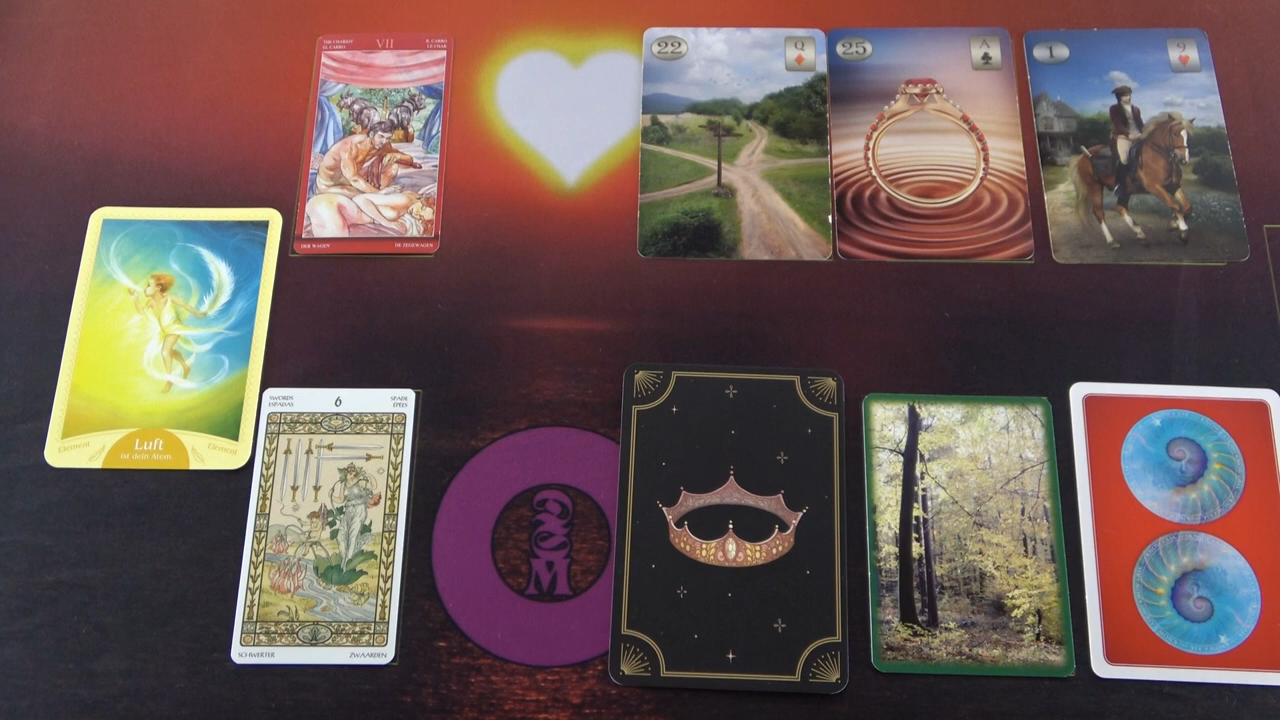 THE CHARIOT
EL CARRO
VII
IL CARRO
LE CHAR
DER WAGEN
DE ZEGEWAGEN
22
Q
25
A
1
9
Element
Luft
ist dein Atem.
Element
SWORDS
ESPADAS
6
SPADE
ÉPÉES
SCHWERTER
ZWAARDEN